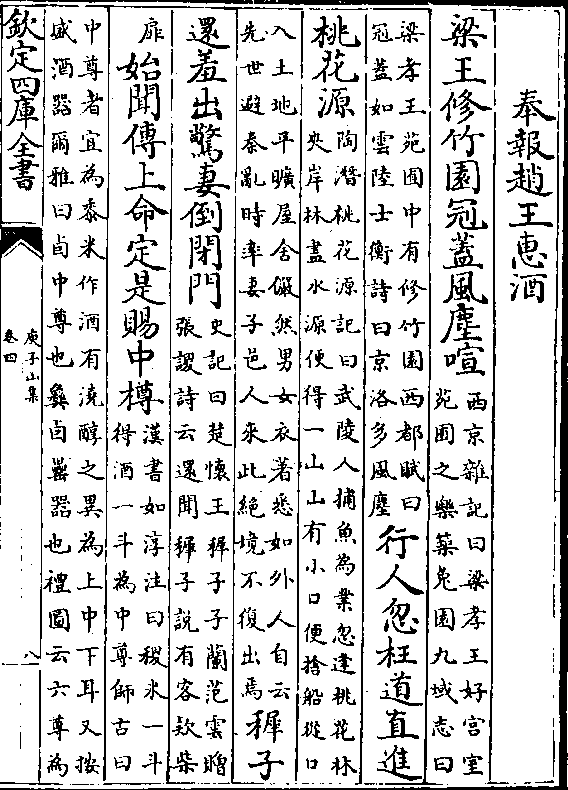 奉報趙王惠酒
梁王修竹園冠蓋風塵喧
西京雜記曰梁孝王好宮室
苑囿之樂築兔園九域志曰
梁孝王苑囿中有修竹園西都賦曰
冠蓋如雲陸士衡詩曰京洛多風塵
行人忽枉道直進
桃花源
陶潛桃花源記曰武陵人捕魚為業忽逢桃花林
夾岸林盡水源便得一山山有小口便捨船從口
入土地平曠屋舍儼然男女衣著悉如外人自云
先世避秦亂時率妻子邑人來此絕境不復出焉
穉子
還羞出驚妻倒閉門
史記曰楚懷王穉子子蘭范雲贈
張謖詩云還聞穉子說有客欵柴
扉
始聞傳上命定是賜中樽
漢書如淳注曰稷米一斗
得酒一斗為中尊師古曰
中尊者宜為黍米作酒有澆醇之異為上中下耳又按
盛酒器爾雅曰卣中尊也彞卣罍器也禮圖云六尊為
欽定四庫全書
庾子山集
卷四
八